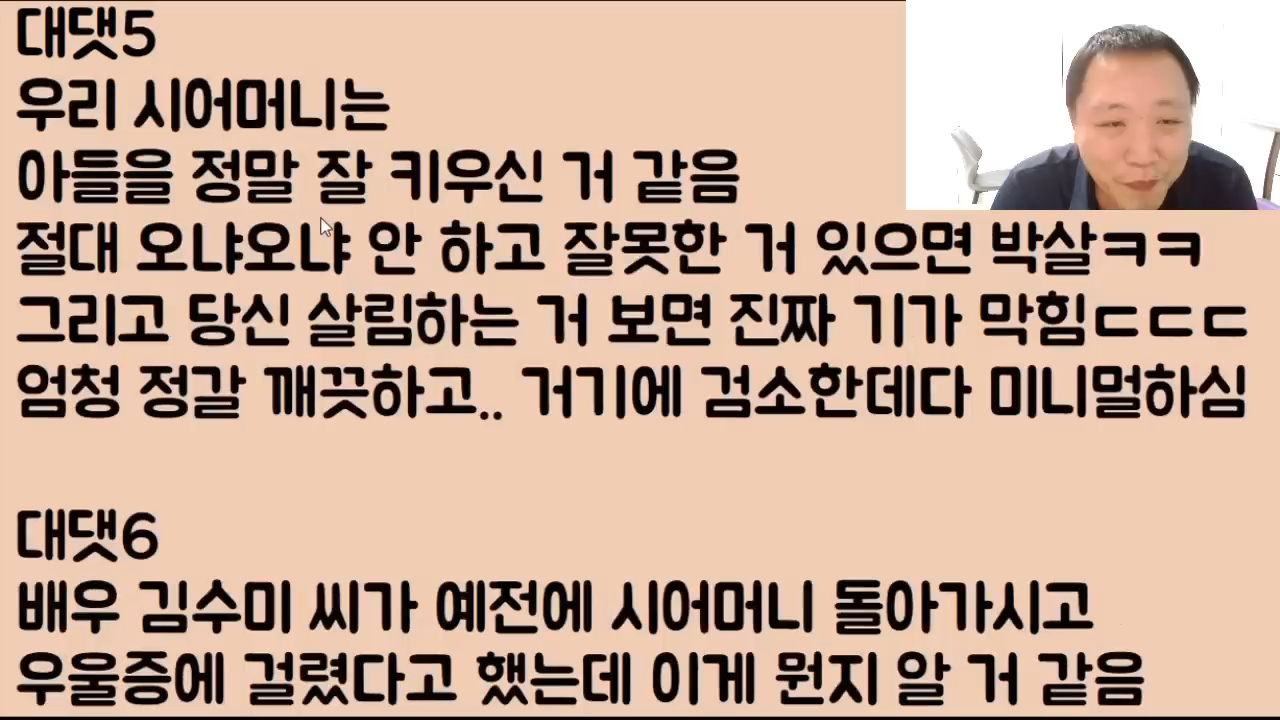 대댓5
우리 시어머니는
아들을 정말 잘 키우신 거 같음
절대 오냐오냐 안 하고 잘못한 거 있으면 박살ㅋㅋ
그리고 당신 살림하는 거 보면 진짜 기가 막힘ㄷㄷㄷ
엄청 정갈 깨끗하고.. 거기에 검소한데다 미니멀하심
대댓6
배우 김수미 씨가 예전에 시어머니 돌아가시고
우울증에 걸렸다고 했는데 이게 뭔지 알 거 같음